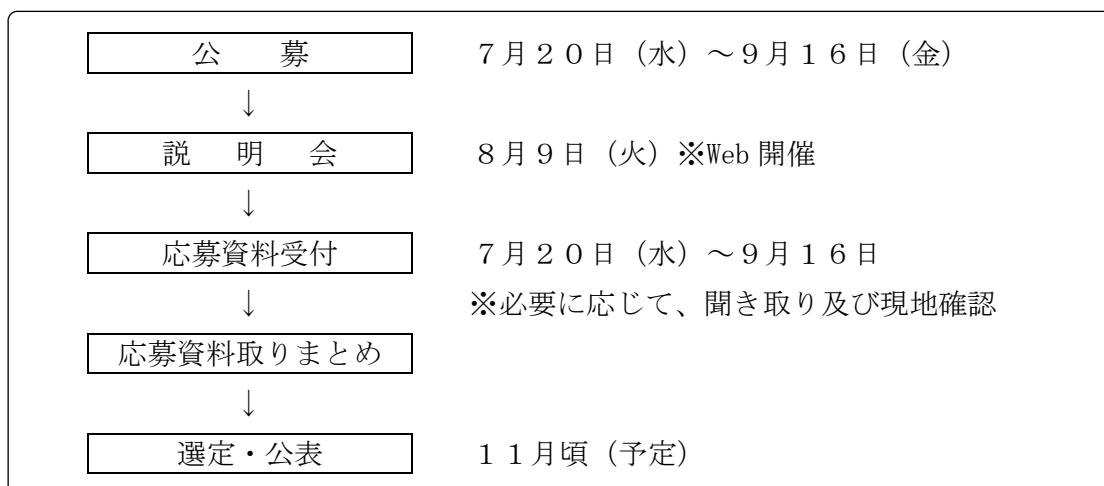 公　　募　　７月２０日（水）～９月１６日（金）
↓
説　明　会　　８月９日（火）※Web 開催
↓
応募資料受付　　７月２０日（水）～９月１６日
↓　　※必要に応じて、聞き取り及び現地確認
応募資料取りまとめ
↓
選定・公表　　１１月頃（予定）